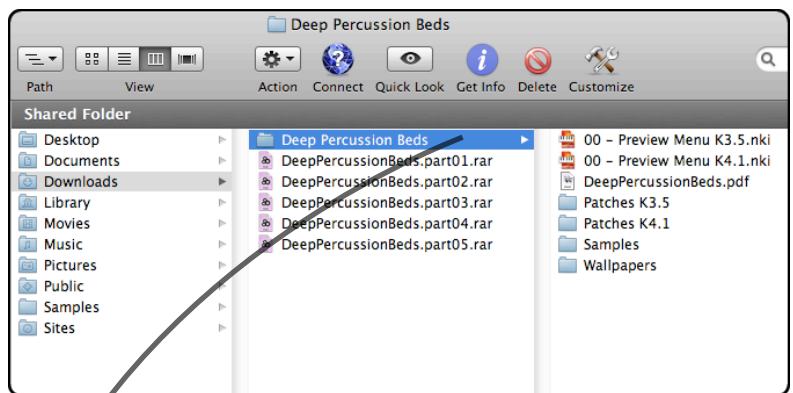 Deep Percussion Beds
Path
View
Action
Connect
Quick Look
Get Info
Delete
Customize
Shared Folder
Desktop
Documents
Downloads
Library
Movies
Music
Pictures
Public
Samples
Sites
Deep Percussion Beds
DeepPercussionBeds.part01.rar
DeepPercussionBeds.part02.rar
DeepPercussionBeds.part03.rar
DeepPercussionBeds.part04.rar
DeepPercussionBeds.part05.rar
00 – Preview Menu K3.5.nki
00 – Preview Menu K4.1.nki
DeepPercussionBeds.pdf
Patches K3.5
Patches K4.1
Samples
Wallpapers